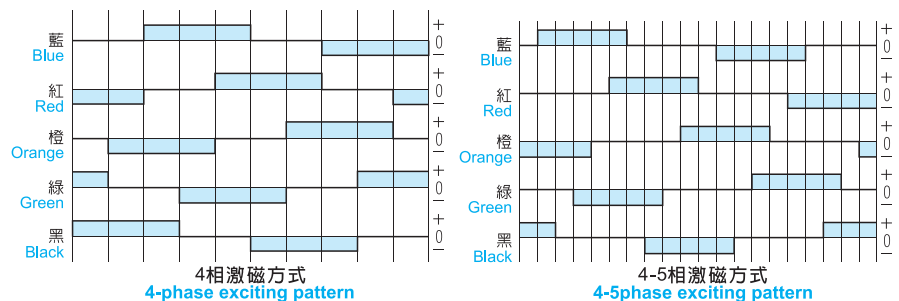 藍
Blue
+
0
−
紅
Red
+
0
−
橙
Orange
+
0
−
綠
Green
+
0
−
黑
Black
+
0
−
4相激磁方式
4-phase exciting pattern
藍
Blue
+
0
−
紅
Red
+
0
−
橙
Orange
+
0
−
綠
Green
+
0
−
黑
Black
+
0
−
4-5相激磁方式
4-5phase exciting pattern